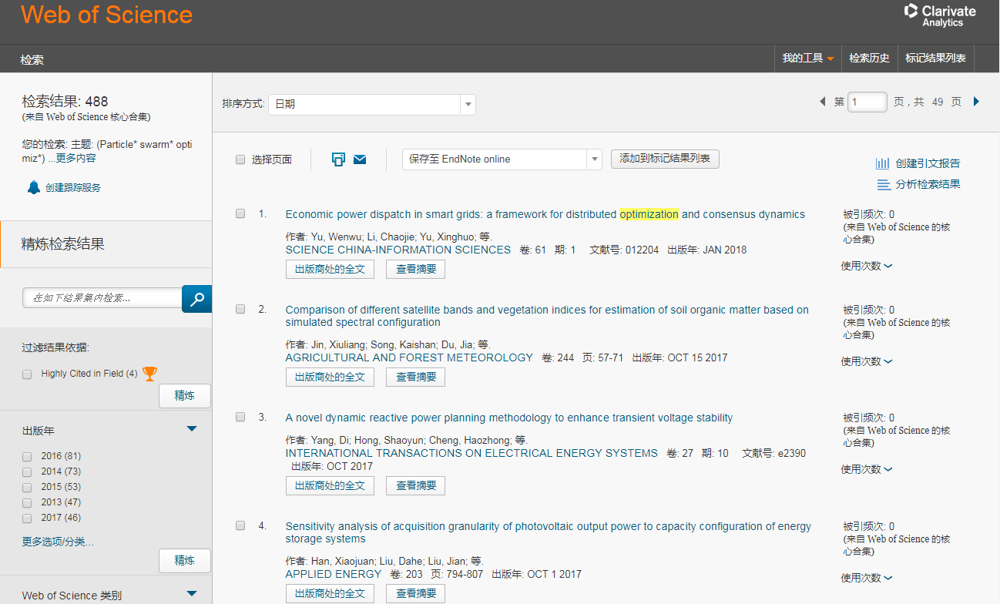 Web of Science
Clarivate
Analytics
检索
我的工具
检索历史
标记结果列表
检索结果: 488
(来自 Web of Science 核心合集)
您的检索: 主题: (Particle* swarm* opti
miz*) ...更多内容
创建跟踪服务
精炼检索结果
在如下结果集内检索...
过滤结果依据:
Highly Cited in Field (4)
精炼
出版年
2016 (81)
2014 (73)
2015 (53)
2013 (47)
2017 (46)
更多选项/分类...
精炼
Web of Science 类别
排序方式: 日期
第 1 页 , 共 49 页
选择页面
保存至 EndNote online
添加到标记结果列表
创建引文报告
分析检索结果
1. Economic power dispatch in smart grids: a framework for distributed optimization and consensus dynamics
作者: Yu, Wenwu; Li, Chaojie; Yu, Xinghuo; 等.
SCIENCE CHINA-INFORMATION SCIENCES 卷: 61 期: 1 文献号: 012204 出版年: JAN 2018
出版商处的全文 查看摘要
被引频次: 0
(来自 Web of Science 的核
心合集)
使用次数
2. Comparison of different satellite bands and vegetation indices for estimation of soil organic matter based on
simulated spectral configuration
作者: Jin, Xiuliang; Song, Kaishan; Du, Jia; 等.
AGRICULTURAL AND FOREST METEOROLOGY 卷: 244 页: 57-71 出版年: OCT 15 2017
出版商处的全文 查看摘要
被引频次: 0
(来自 Web of Science 的核
心合集)
使用次数
3. A novel dynamic reactive power planning methodology to enhance transient voltage stability
作者: Yang, Di; Hong, Shaoyun; Cheng, Haozhong; 等.
INTERNATIONAL TRANSACTIONS ON ELECTRICAL ENERGY SYSTEMS 卷: 27 期: 10 文献号: e2390
出版年: OCT 2017
出版商处的全文 查看摘要
被引频次: 0
(来自 Web of Science 的核
心合集)
使用次数
4. Sensitivity analysis of acquisition granularity of photovoltaic output power to capacity configuration of energy
storage systems
作者: Han, Xiaojuan; Liu, Dahe; Liu, Jian; 等.
APPLIED ENERGY 卷: 203 页: 794-807 出版年: OCT 1 2017
出版商处的全文 查看摘要
被引频次: 0
(来自 Web of Science 的核
心合集)
使用次数